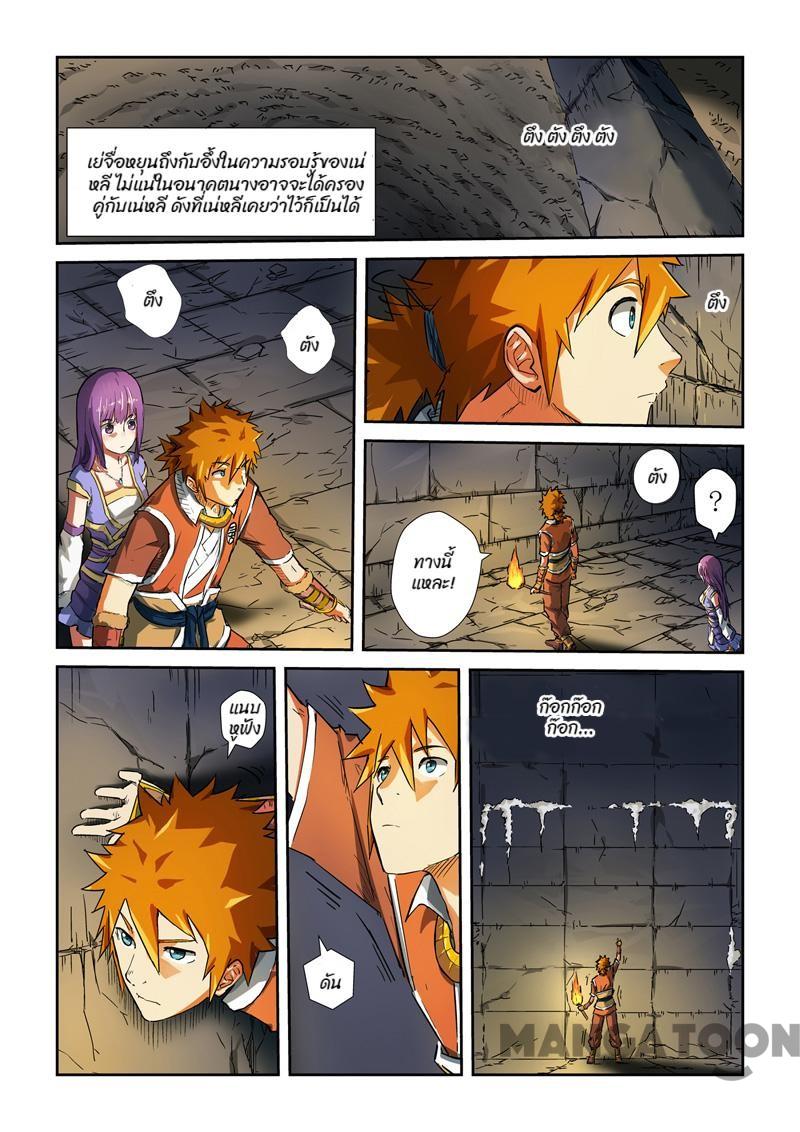 ตึง ตัง ตึง ตัง
เย่จื่อหยุนถึงกับอึ้งในความรอบรู้ของเน่
หลี ไม่แน่ในอนาคตนางอาจจะได้ครอง
คู่กับเน่หลี ดังที่เน่หลีเคยว่าไว้ก็เป็นได้
ตึง
ตัง
ตึง
ตัง
?
ทางนี้
แหละ!
แนบ
หูฟัง
ดัน
ก๊อกก๊อก
ก๊อก...
MANGATOON